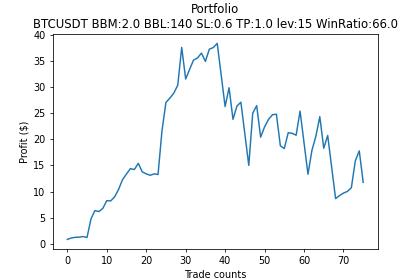 Portfolio
BTCUSDT BBM:2.0 BBL:140 SL:0.6 TP:1.0 lev:15 WinRatio:66.0
40
35
30
25
20
15
10
5
0
Profit ($)
0 10 20 30 40 50 60 70
Trade counts